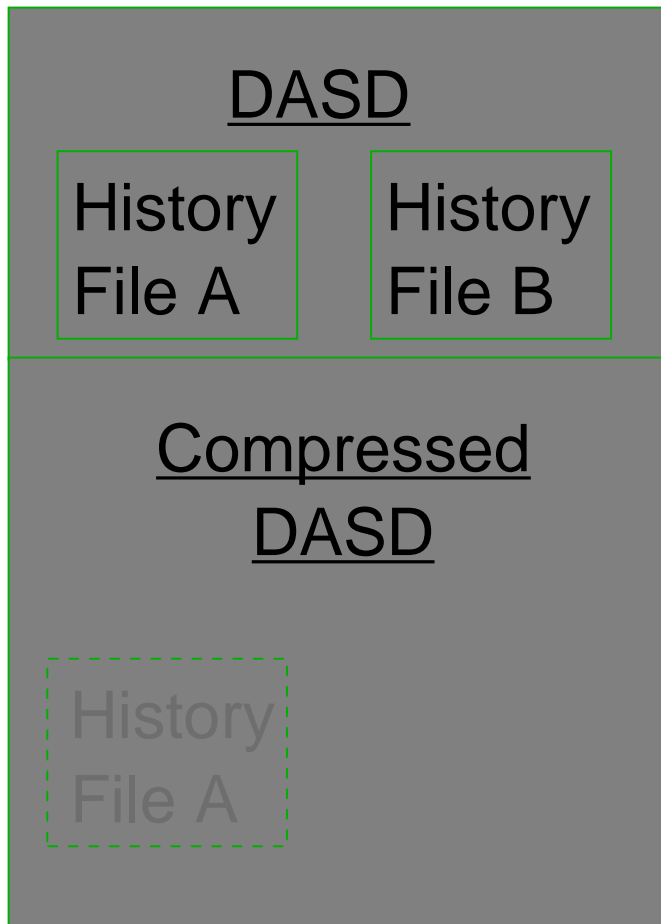 DASD
History
File A
History
File B
Compressed
DASD
History
File A